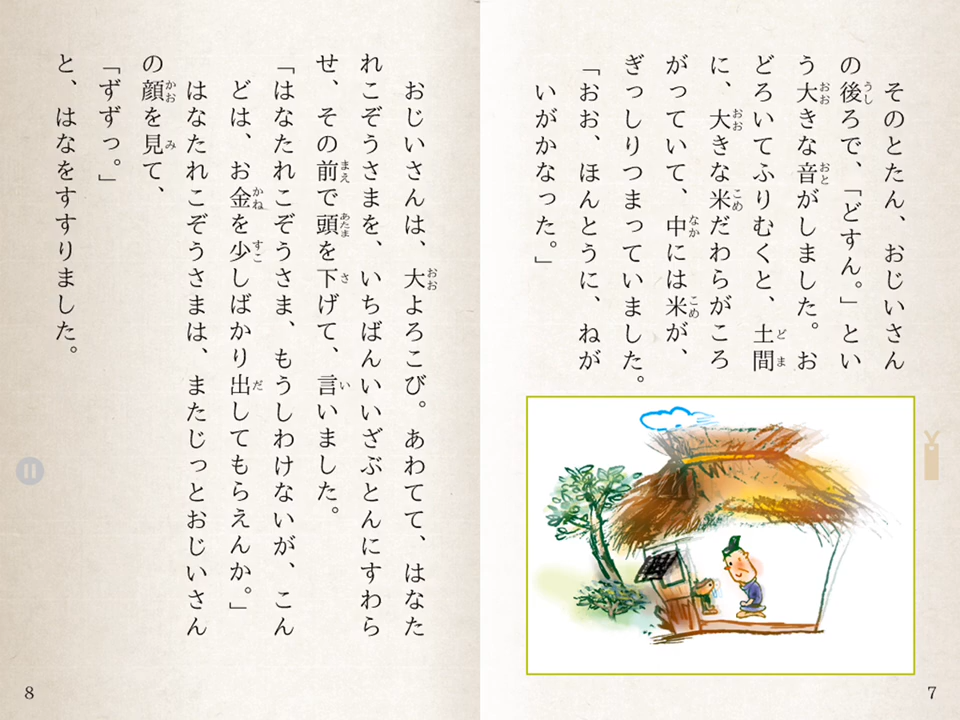 そのとたん、おじいさん
の後ろで、「どすん。」とい
う大きな音がしました。お
どろいてふりむくと、土間
に、大きな米だわらがころ
がっていて、中には米が、
ぎっしりつまっていました。
「おお、ほんとうに、ねが
いがかなった。」
7
おじいさんは、大よろこび。あわてて、はなた
れこぞうさまを、いちばんいいざぶとんにすわら
せ、その前で頭を下げて、言いました。
「はなたれこぞうさま、もうしわけないが、こん
どは、お金を少しばかり出してもらえんか。」
はなたれこぞうさまは、またじっとおじいさん
の顔を見て、
「ずずっ。」
と、はなをすすりました。
8